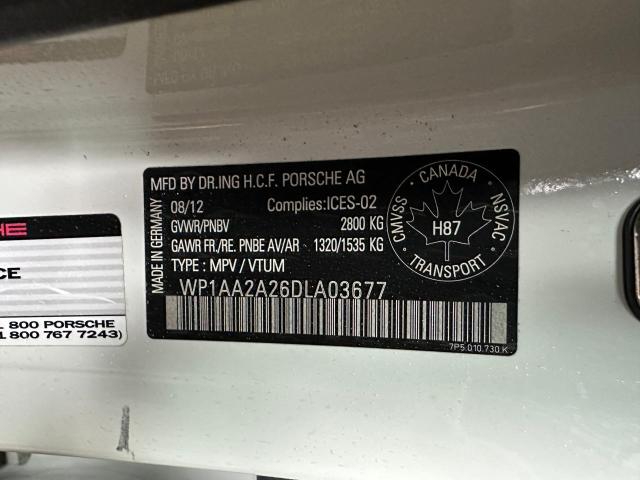 MFD BY DR.ING H.C.F. PORSCHE AG
08/12 Complies:ICES-02
GVWR/PNBV 2800 KG
GAWR FR./RE. PNBE AV/AR 1320/1535 KG
TYPE : MPV / VTUM
WP1AA2A26DLA03677
MADE IN GERMANY
7P5.010.730 K
CANADA
CMVSS
NSVAC
H87
TRANSPORT
CHE
CE
800 PORSCHE
800 767 7243)